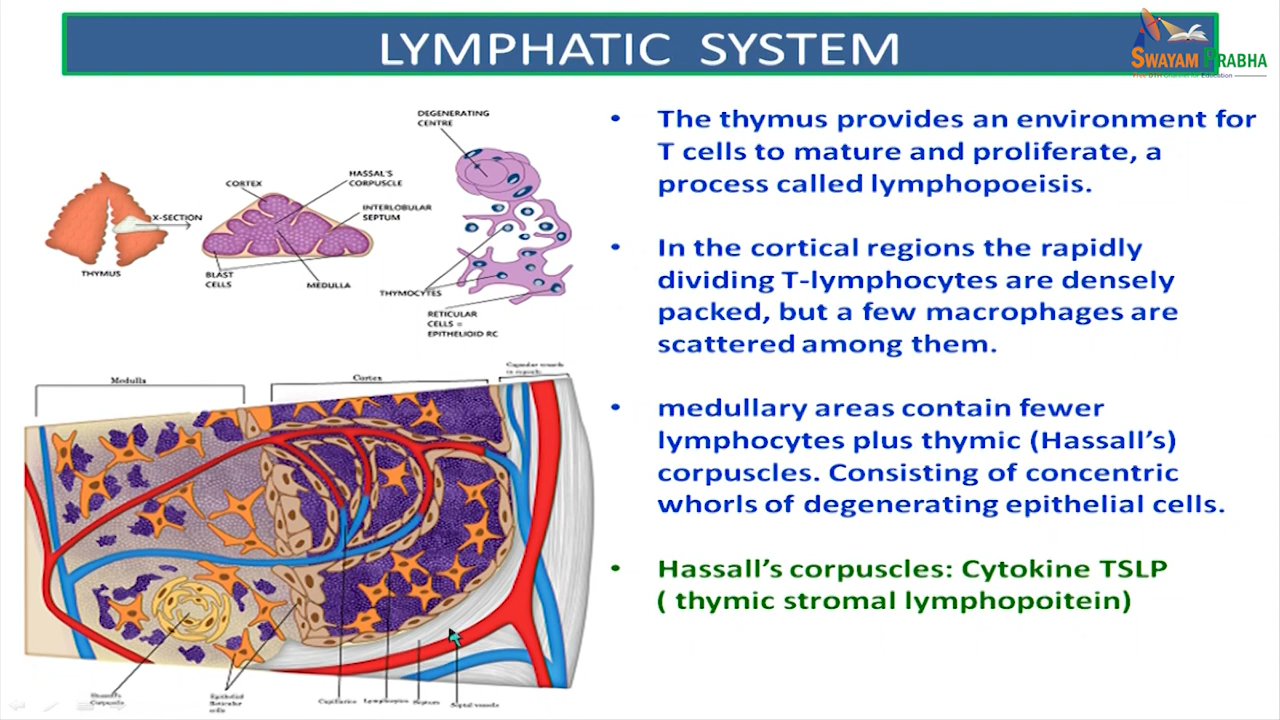 LYMPHATIC SYSTEM
SWAYAM PRABHA
Free DTH Channel for Education
DEGENERATING
CENTRE
HASSAL'S
CORPUSCLE
CORTEX
INTERLOBULAR
SEPTUM
X-SECTION
THYMUS
BLAST
CELLS
MEDULLA
THYMOCYTES
RETICULAR
CELLS =
EPITHELIOID RC
• The thymus provides an environment for
T cells to mature and proliferate, a
process called lymphopoeisis.
• In the cortical regions the rapidly
dividing T-lymphocytes are densely
packed, but a few macrophages are
scattered among them.
• medullary areas contain fewer
lymphocytes plus thymic (Hassall's)
corpuscles. Consisting of concentric
whorls of degenerating epithelial cells.
• Hassall's corpuscles: Cytokine TSLP
( thymic stromal lymphopoitein)
Medulla
Cortex
Capsular vessels
in capsule
Hassall's
Corpuscle
Epithelial
Reticular
cells
Capillaries
Lymphocytes
Septum
Septal vessels